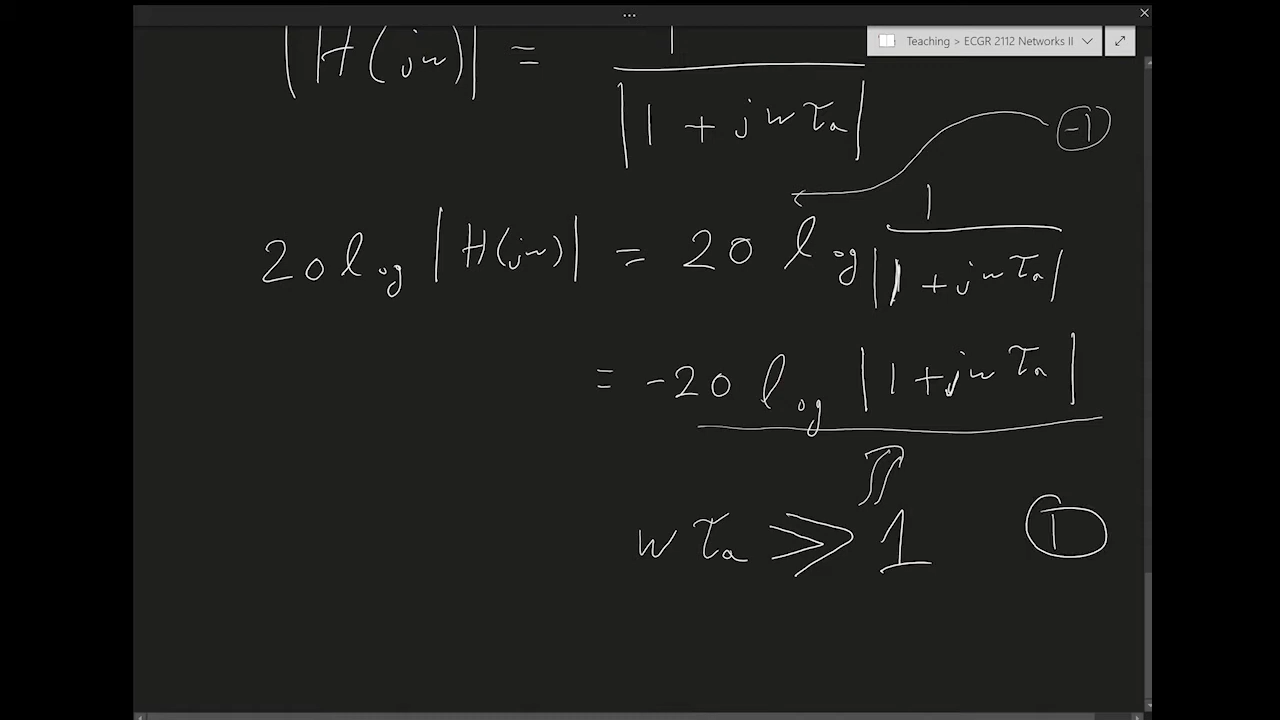 Teaching > ECGR 2112 Networks II
|H(jw)| = 1 / |1 + jwτa|
-1
20 log |H(jw)| = 20 log 1 / |1 + jwτa|
= -20 log |1 + jwτa|
wτa >> 1 I